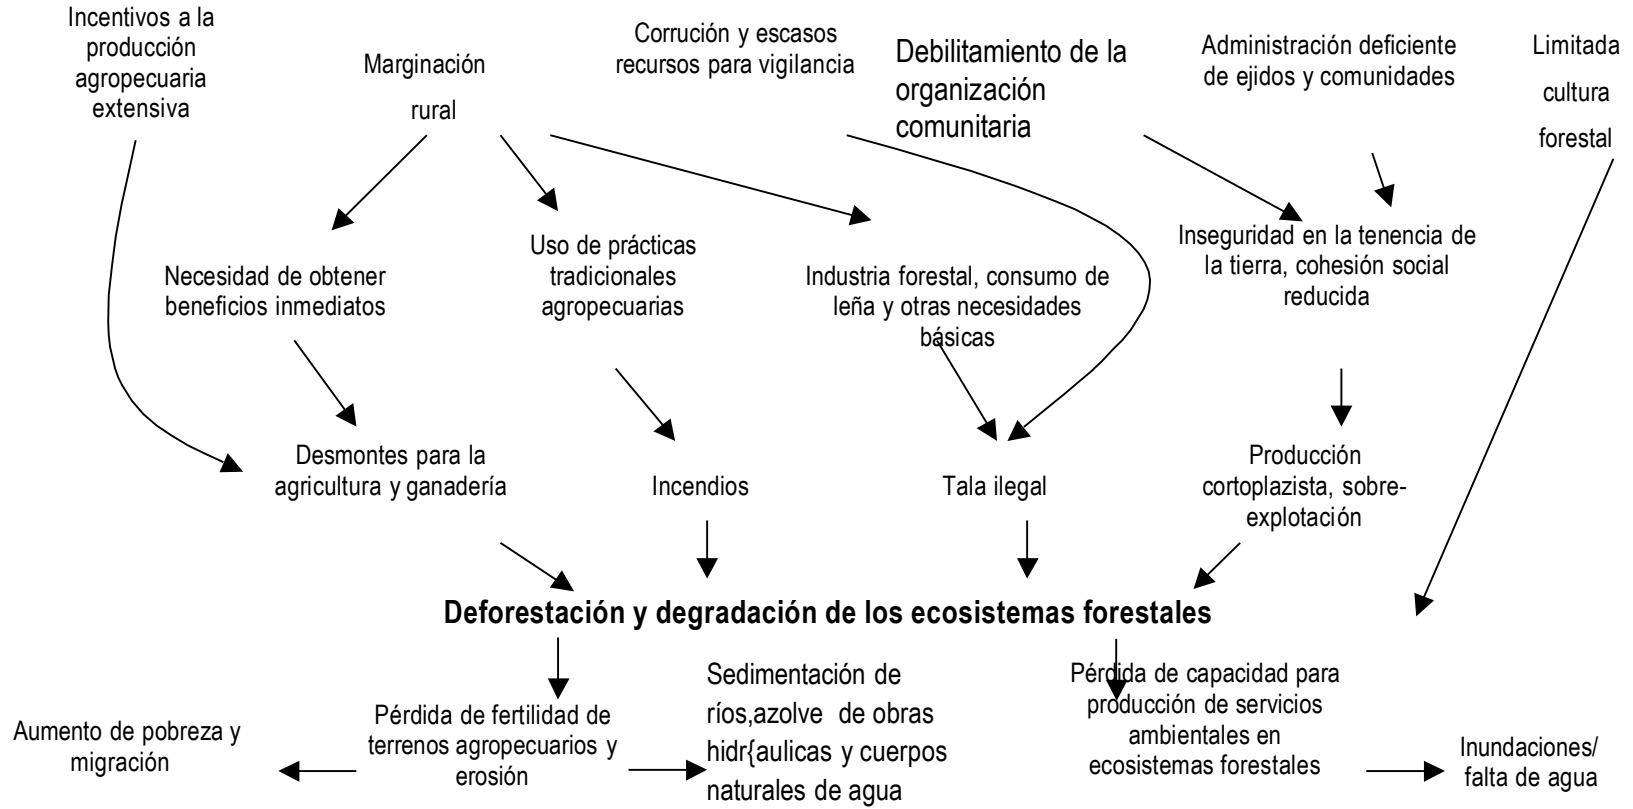 Incentivos a la
producción
agropecuaria
extensiva
Marginación
rural
Corrución y escasos
recursos para vigilancia
Debilitamiento de la
organización
comunitaria
Administración deficiente
de ejidos y comunidades
Limitada
cultura
forestal
Necesidad de obtener
beneficios inmediatos
Uso de prácticas
tradicionales
agropecuarias
Industria forestal, consumo de
leña y otras necesidades
básicas
Inseguridad en la tenencia de
la tierra, cohesión social
reducida
Desmontes para la
agricultura y ganadería
Incendios
Tala ilegal
Producción
cortoplazista, sobre-
explotación
Deforestación y degradación de los ecosistemas forestales
Aumento de pobreza y
migración
Pérdida de fertilidad de
terrenos agropecuarios y
erosión
Sedimentación de
ríos,azolve de obras
hidr{aulicas y cuerpos
naturales de agua
Pérdida de capacidad para
producción de servicios
ambientales en
ecosistemas forestales
Inundaciones/
falta de agua